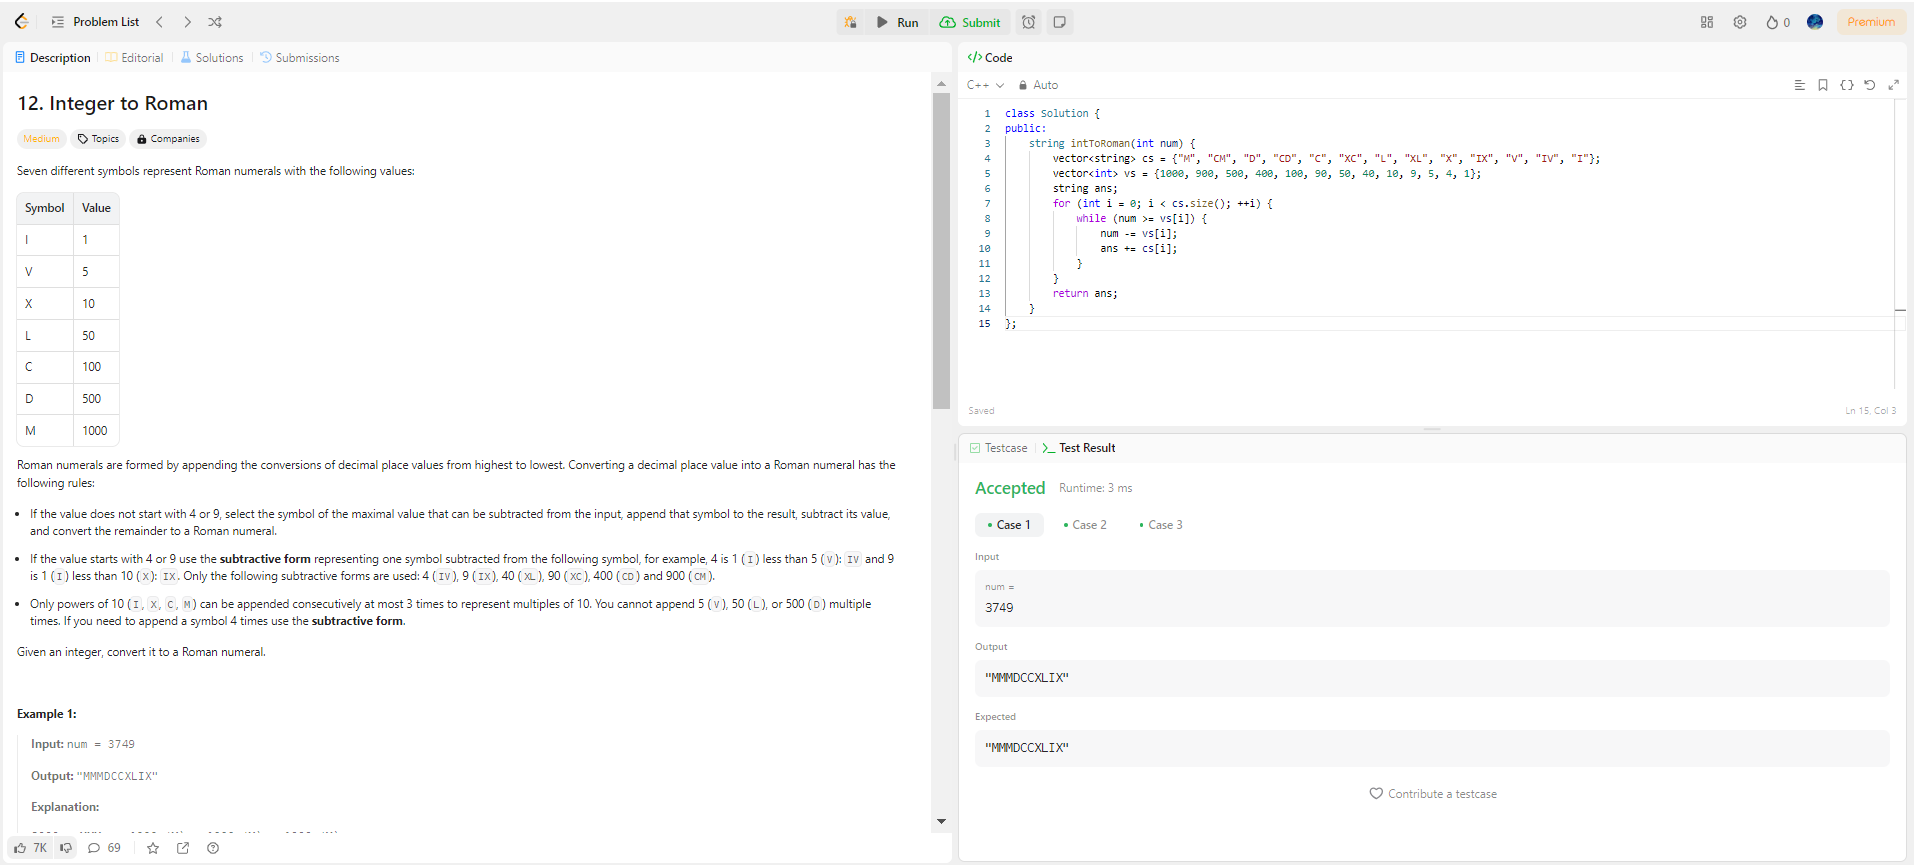 Problem List
Run
Submit
0
Premium
Description
Editorial
Solutions
Submissions
12. Integer to Roman
Medium
Topics
Companies
Seven different symbols represent Roman numerals with the following values:
Symbol Value
I 1
V 5
X 10
L 50
C 100
D 500
M 1000
Roman numerals are formed by appending the conversions of decimal place values from highest to lowest. Converting a decimal place value into a Roman numeral has the
following rules:
• If the value does not start with 4 or 9, select the symbol of the maximal value that can be subtracted from the input, append that symbol to the result, subtract its value,
and convert the remainder to a Roman numeral.
• If the value starts with 4 or 9 use the subtractive form representing one symbol subtracted from the following symbol, for example, 4 is 1 (I) less than 5 (V): IV and 9
is 1 (I) less than 10 (X): IX. Only the following subtractive forms are used: 4 (IV), 9 (IX), 40 (XL), 90 (XC), 400 (CD) and 900 (CM).
• Only powers of 10 (I, X, C, M) can be appended consecutively at most 3 times to represent multiples of 10. You cannot append 5 (V), 50 (L), or 500 (D) multiple
times. If you need to append a symbol 4 times use the subtractive form.
Given an integer, convert it to a Roman numeral.
Example 1:
Input: num = 3749
Output: "MMMDCCXLIX"
Explanation:
7K
69
</> Code
C++
Auto
1 class Solution {
2 public:
3 string intToRoman(int num) {
4 vector<string> cs = {"M", "CM", "D", "CD", "C", "XC", "L", "XL", "X", "IX", "V", "IV", "I"};
5 vector<int> vs = {1000, 900, 500, 400, 100, 90, 50, 40, 10, 9, 5, 4, 1};
6 string ans;
7 for (int i = 0; i < cs.size(); ++i) {
8 while (num >= vs[i]) {
9 num -= vs[i];
10 ans += cs[i];
11 }
12 }
13 return ans;
14 }
15 };
Saved
Ln 15, Col 3
Testcase
Test Result
Accepted
Runtime: 3 ms
• Case 1
• Case 2
• Case 3
Input
num =
3749
Output
"MMMDCCXLIX"
Expected
"MMMDCCXLIX"
Contribute a testcase